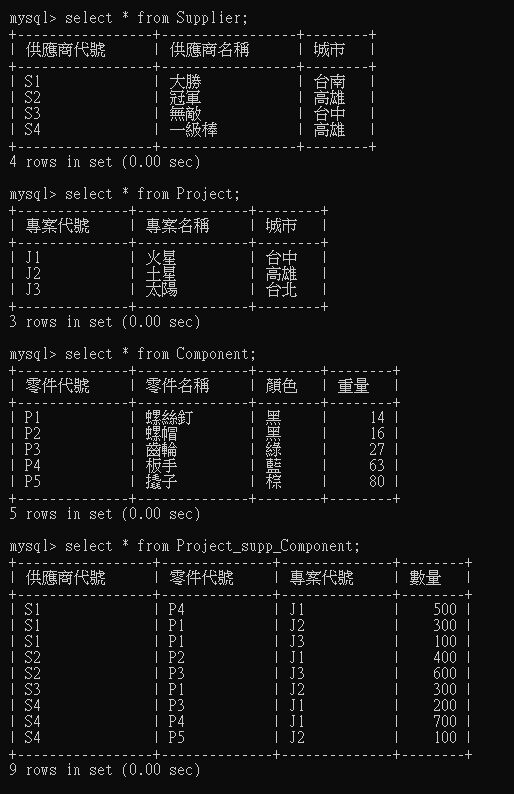 mysql> select * from Supplier;
+-----------------+-----------------+--------+
| 供應商代號 | 供應商名稱 | 城市 |
+-----------------+-----------------+--------+
| S1 | 大勝 | 台南 |
| S2 | 冠軍 | 高雄 |
| S3 | 無敵 | 台中 |
| S4 | 一級棒 | 高雄 |
+-----------------+-----------------+--------+
4 rows in set (0.00 sec)
mysql> select * from Project;
+--------------+--------------+--------+
| 專案代號 | 專案名稱 | 城市 |
+--------------+--------------+--------+
| J1 | 火星 | 台中 |
| J2 | 土星 | 高雄 |
| J3 | 太陽 | 台北 |
+--------------+--------------+--------+
3 rows in set (0.00 sec)
mysql> select * from Component;
+--------------+--------------+--------+--------+
| 零件代號 | 零件名稱 | 顏色 | 重量 |
+--------------+--------------+--------+--------+
| P1 | 螺絲釘 | 黑 | 14 |
| P2 | 螺帽 | 黑 | 16 |
| P3 | 齒輪 | 綠 | 27 |
| P4 | 板手 | 藍 | 63 |
| P5 | 撬子 | 棕 | 80 |
+--------------+--------------+--------+--------+
5 rows in set (0.00 sec)
mysql> select * from Project_supp_Component;
+-----------------+--------------+--------------+--------+
| 供應商代號 | 零件代號 | 專案代號 | 數量 |
+-----------------+--------------+--------------+--------+
| S1 | P4 | J1 | 500 |
| S1 | P1 | J2 | 300 |
| S1 | P1 | J3 | 100 |
| S2 | P2 | J1 | 400 |
| S2 | P3 | J3 | 600 |
| S3 | P1 | J2 | 300 |
| S4 | P3 | J1 | 200 |
| S4 | P4 | J1 | 700 |
| S4 | P5 | J2 | 100 |
+-----------------+--------------+--------------+--------+
9 rows in set (0.00 sec)